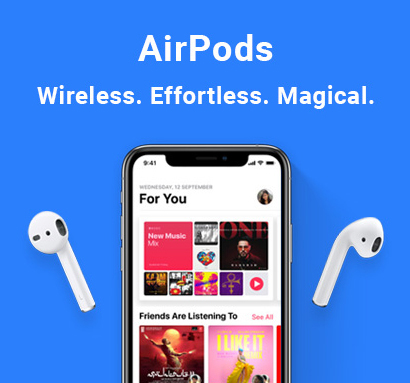 AirPods
Wireless. Effortless. Magical.
9:41
WEDNESDAY, 12 SEPTEMBER
For You
New Music
Mix
Friends Are Listening To
See All
I LIKE IT